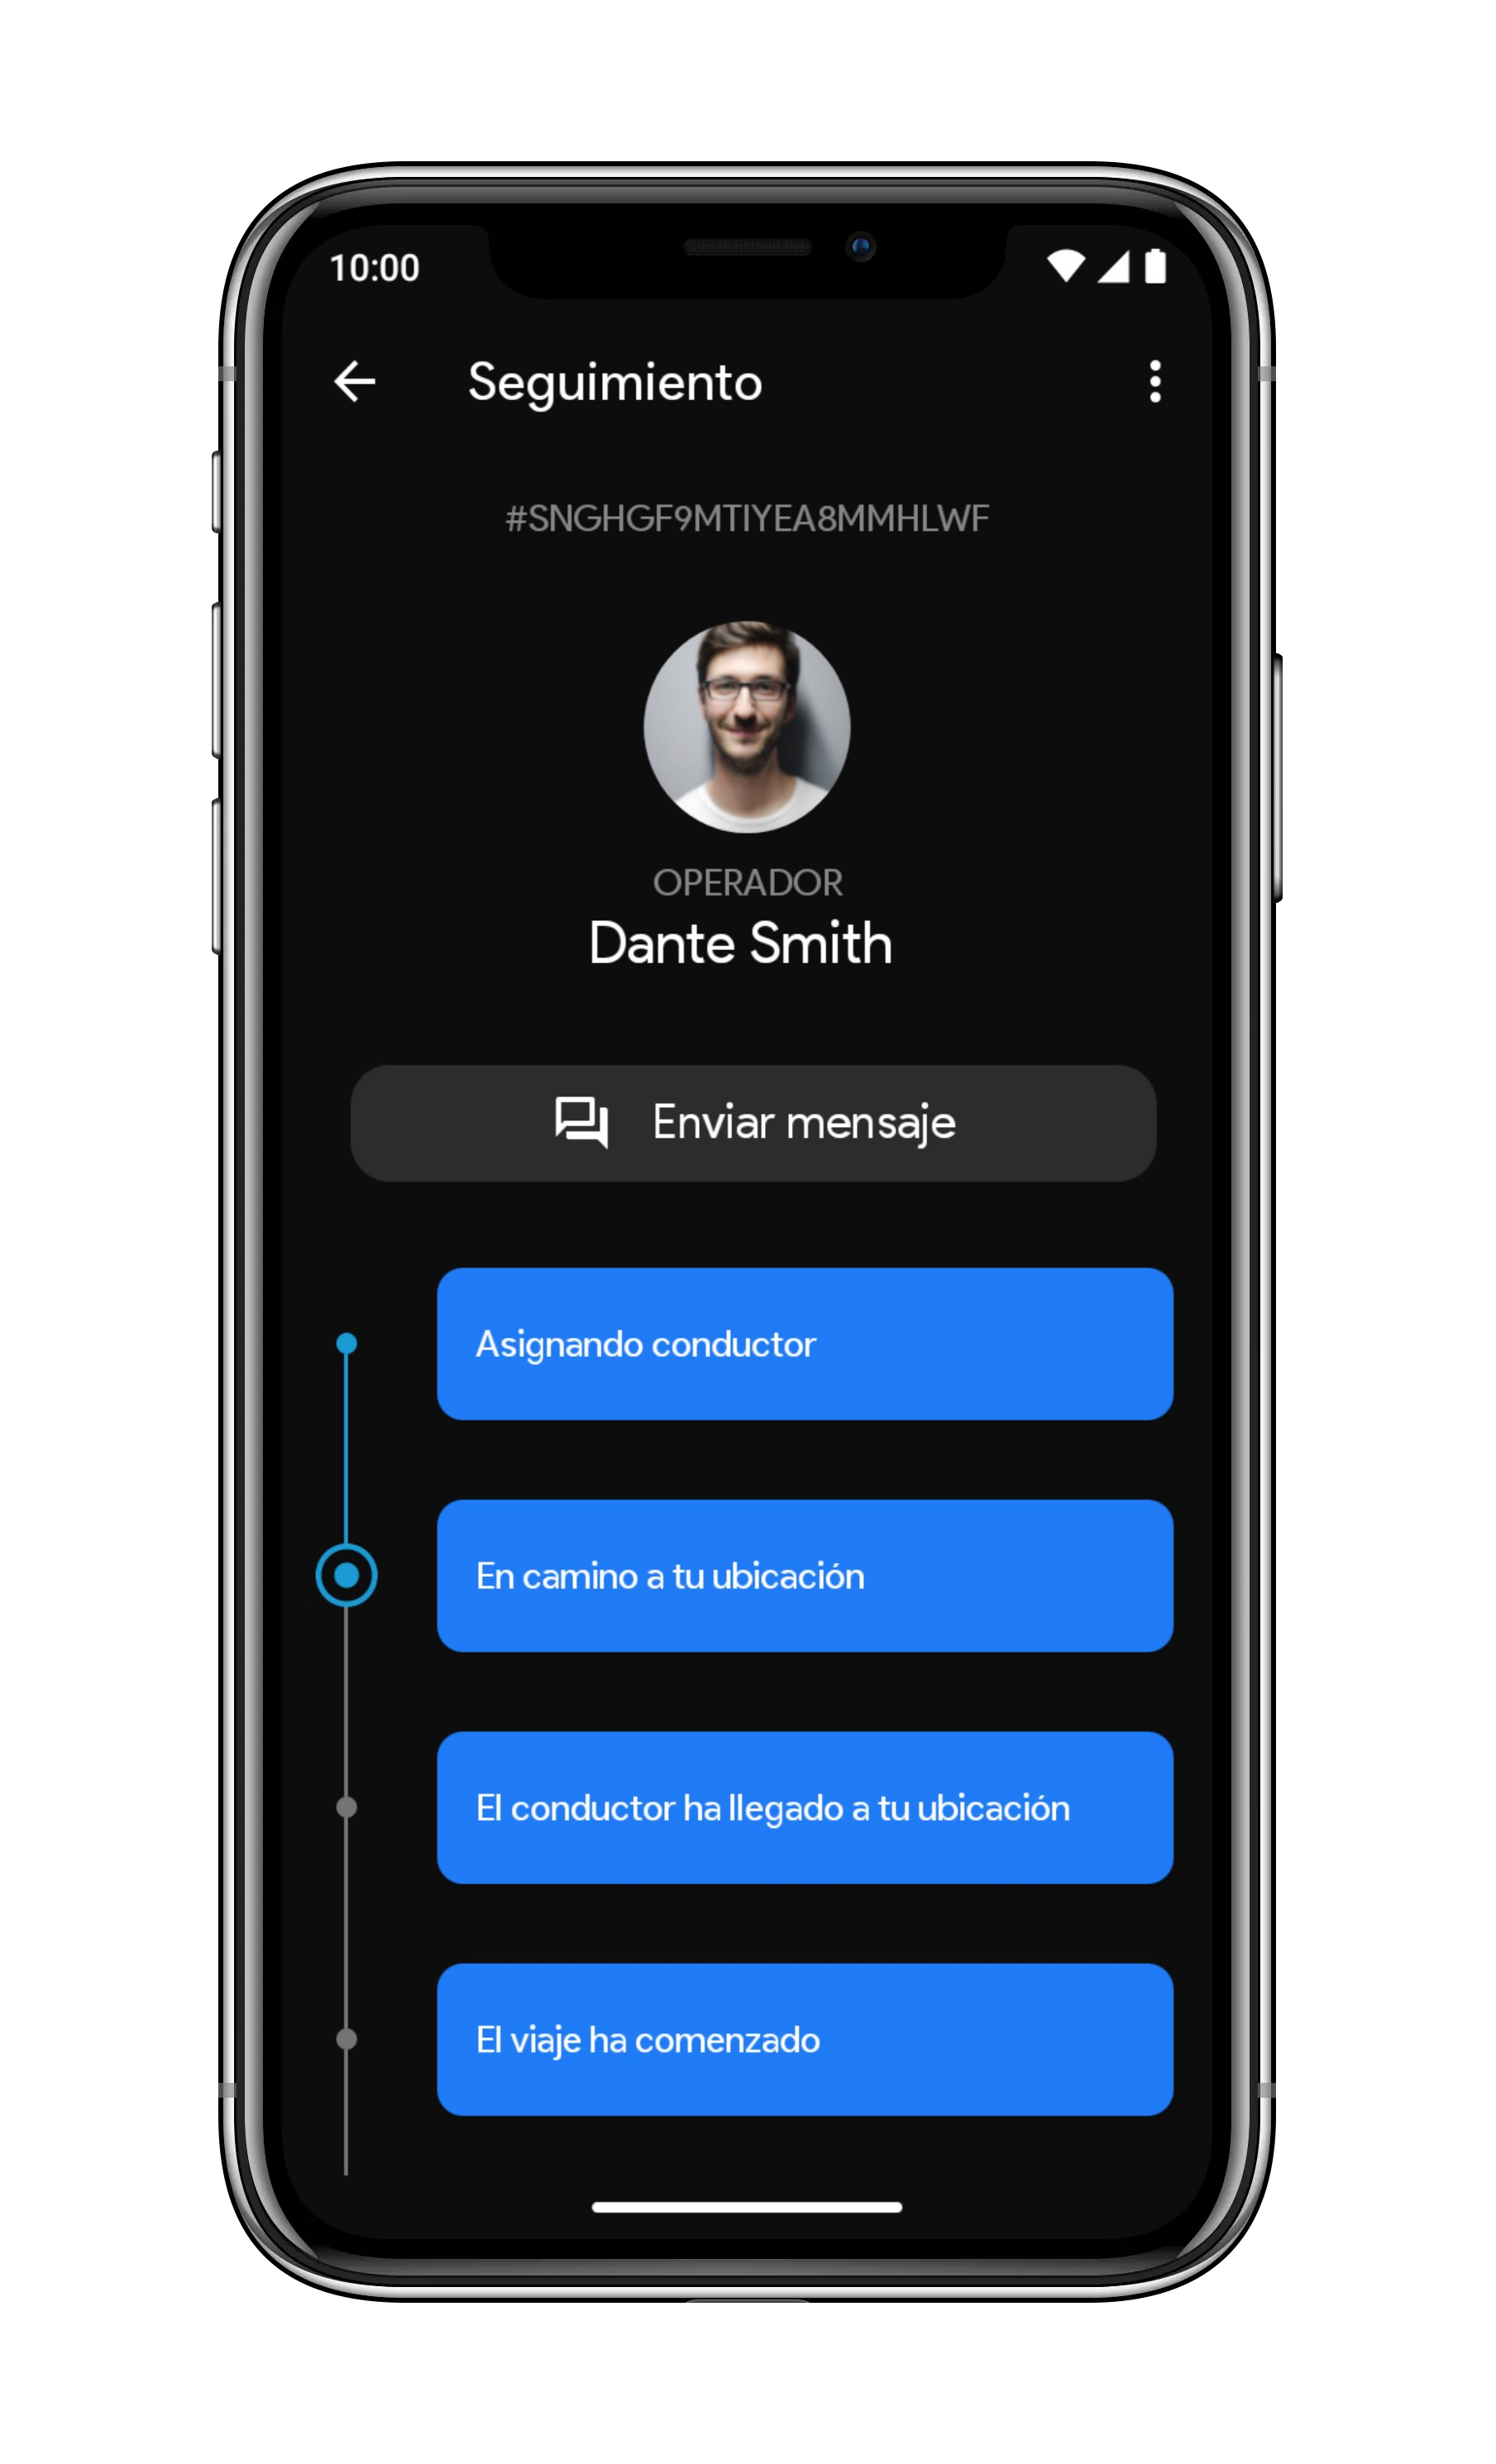 10:00
Seguimiento
#SNGHGF9MTIYEA8MMHLWF
OPERADOR
Dante Smith
Enviar mensaje
Asignando conductor
En camino a tu ubicación
El conductor ha llegado a tu ubicación
El viaje ha comenzado